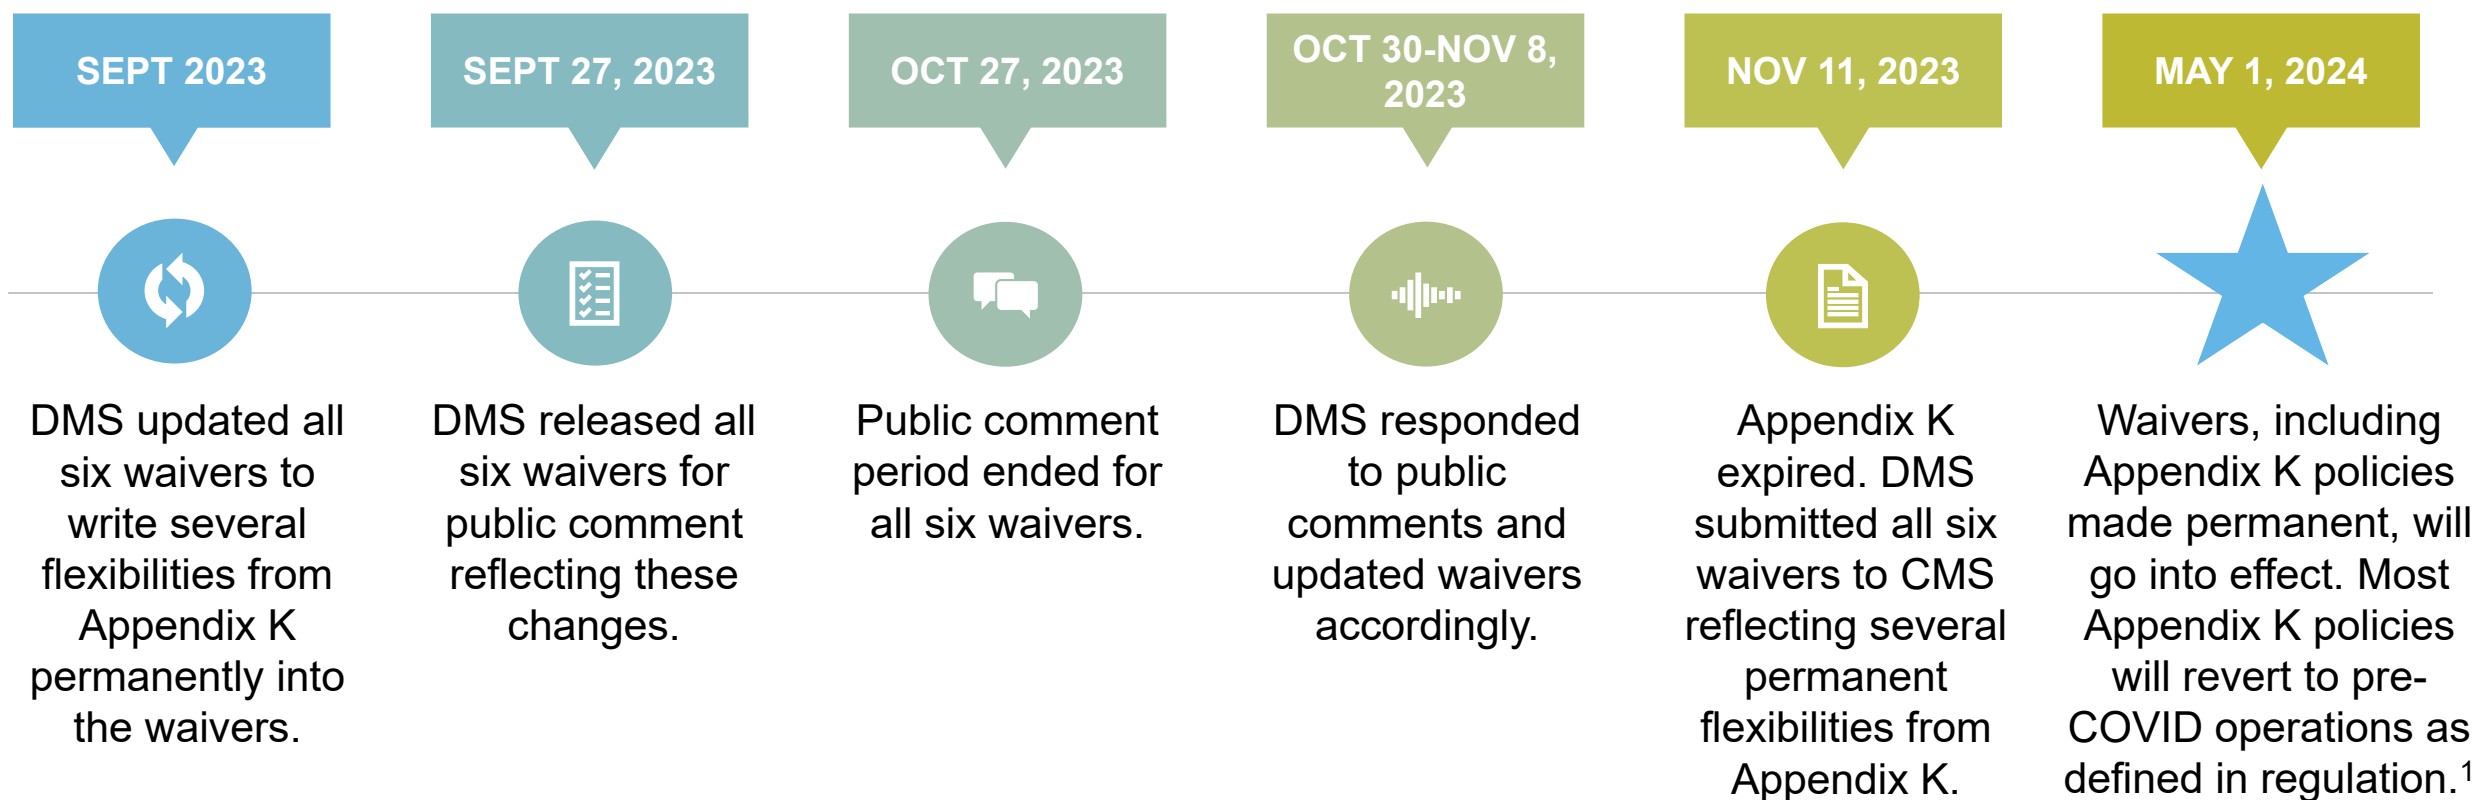 SEPT 2023
DMS updated all
six waivers to
write several
flexibilities from
Appendix K
permanently into
the waivers.
SEPT 27, 2023
DMS released all
six waivers for
public comment
reflecting these
changes.
OCT 27, 2023
Public comment
period ended for
all six waivers.
OCT 30-NOV 8,
2023
DMS responded
to public
comments and
updated waivers
accordingly.
NOV 11, 2023
Appendix K
expired. DMS
submitted all six
waivers to CMS
reflecting several
permanent
flexibilities from
Appendix K.
MAY 1, 2024
Waivers, including
Appendix K policies
made permanent, will
go into effect. Most
Appendix K policies
will revert to pre-
COVID operations as
defined in regulation.¹